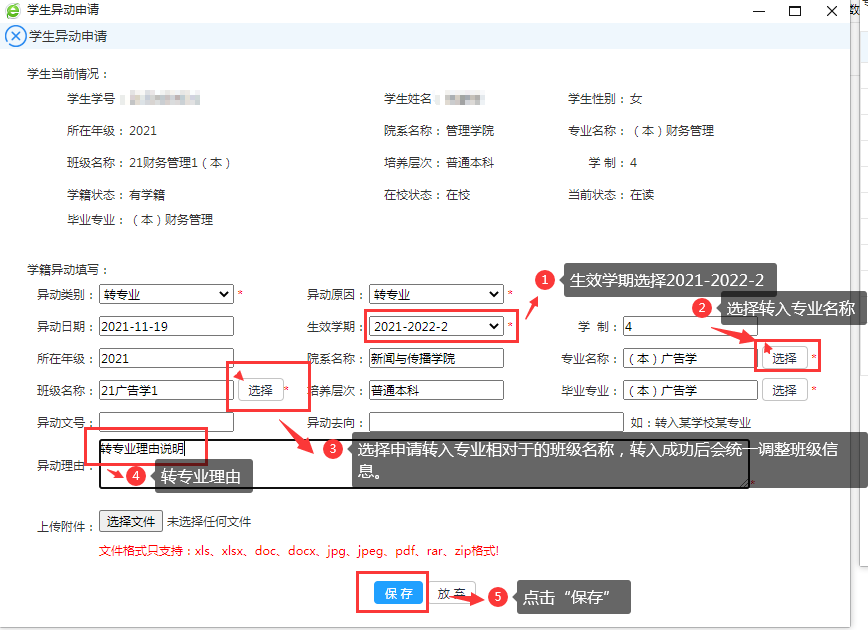 学生异动申请
学生异动申请
学生当前情况：
学生学号：
学生姓名：
学生性别：女
所在年级：2021
院系名称：管理学院
专业名称：（本）财务管理
班级名称：21财务管理1（本）
培养层次：普通本科
学 制：4
学籍状态：有学籍
在校状态：在校
当前状态：在读
毕业专业：（本）财务管理
学籍异动填写：
1 生效学期选择2021-2022-2
异动类别：转专业 *
异动原因：转专业 *
2 选择转入专业名称
异动日期：2021-11-19
生效学期：2021-2022-2 *
学 制：4
所在年级：2021
院系名称：新闻与传播学院
专业名称：（本）广告学 选择 *
班级名称：21广告学1 选择 *
培养层次：普通本科
毕业专业：（本）广告学 选择 *
异动文号：
异动去向：
如：转入某学校某专业
异动理由：转专业理由说明
3 选择申请转入专业相对于的班级名称，转入成功后会统一调整班级信
息。
4 转专业理由
*
上传附件：选择文件 未选择任何文件
文件格式只支持：xls、xlsx、doc、docx、jpg、jpeg、pdf、rar、zip格式!
保存 放弃
5 点击“保存”